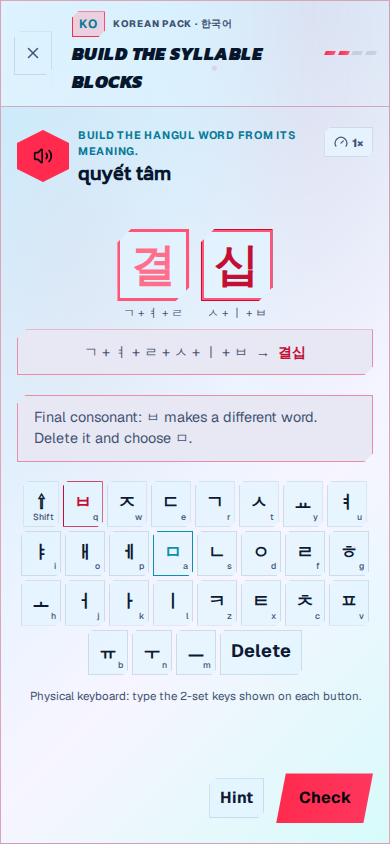 KO KOREAN PACK · 한국어
BUILD THE SYLLABLE
BLOCKS
BUILD THE HANGUL WORD FROM ITS
MEANING.
quyết tâm
1×
결 십
ㄱ + ㅕ + ㄹ ㅅ + ㅣ + ㅂ
ㄱ + ㅕ + ㄹ + ㅅ + ㅣ + ㅂ → 결십
Final consonant: ㅂ makes a different word.
Delete it and choose ㅁ.
⇧ Shift ㅂ q ㅈ w ㄷ e ㄱ r ㅅ t ㅛ y ㅕ u
ㅑ i ㅐ o ㅔ p ㅁ a ㄴ s ㅇ d ㄹ f ㅎ g
ㅗ h ㅓ j ㅏ k ㅣ l ㅋ z ㅌ x ㅊ c ㅍ v
ㅠ b ㅜ n ㅡ m Delete
Physical keyboard: type the 2-set keys shown on each button.
Hint Check